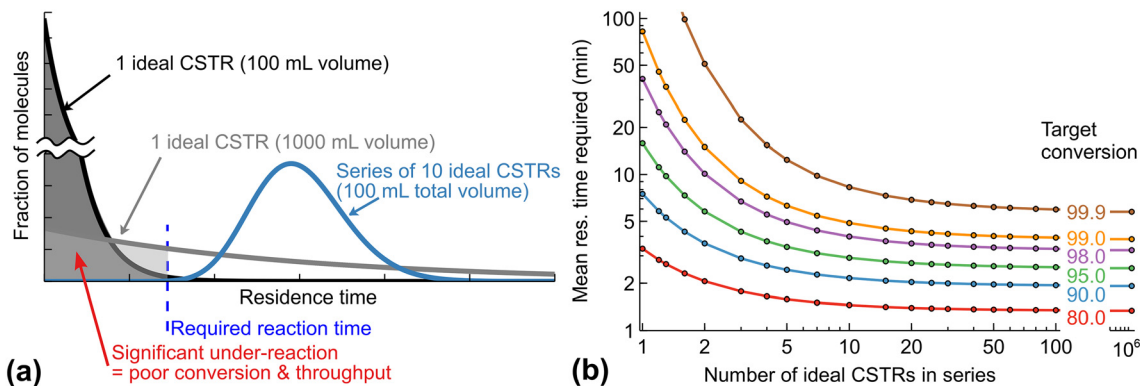 (a)
Fraction of molecules
1 ideal CSTR (100 mL volume)
1 ideal CSTR (1000 mL volume)
Series of 10 ideal CSTRs
(100 mL total volume)
Residence time
Required reaction time
Significant under-reaction
= poor conversion & throughput
(b)
Mean res. time required (min)
100
50
20
10
5
2
1
Target
conversion
99.9
99.0
98.0
95.0
90.0
80.0
1 2 5 10 20 50 100 10⁶
Number of ideal CSTRs in series